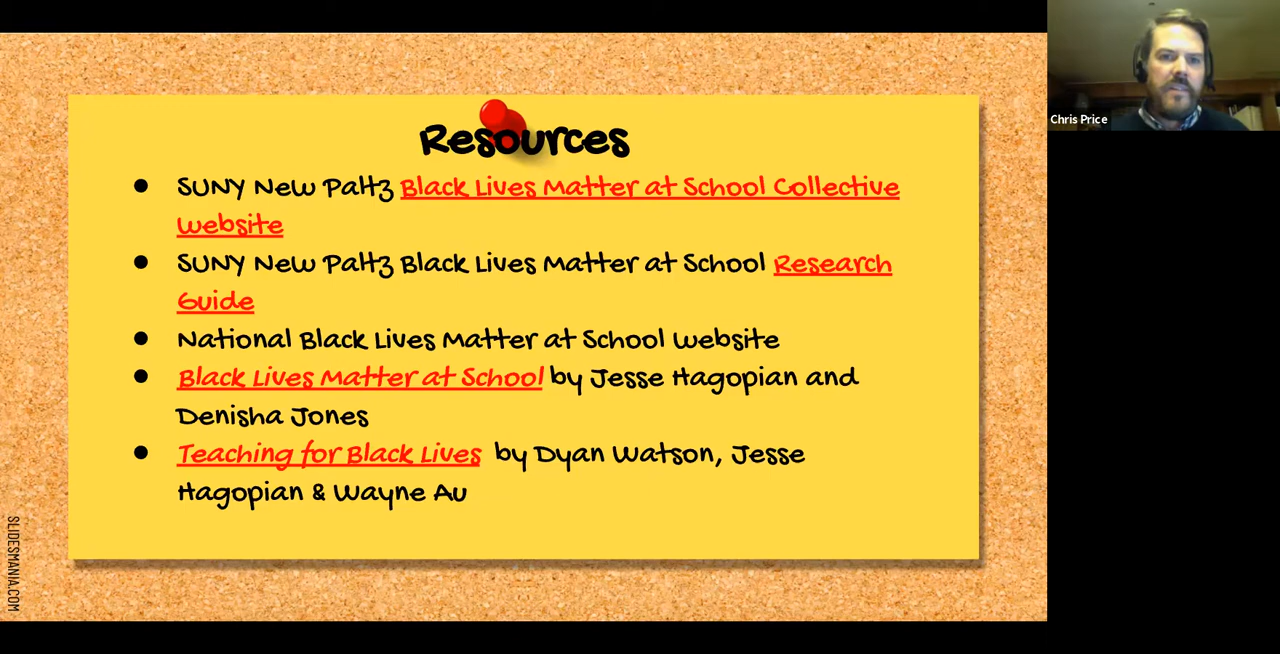 Resources
SUNY New Paltz Black Lives Matter at School Collective
Website
SUNY New Paltz Black Lives Matter at School Research
Guide
National Black Lives Matter at School Website
Black Lives Matter at School by Jesse Hagopian and
Denisha Jones
Teaching for Black Lives by Dyan Watson, Jesse
Hagopian & Wayne Au
SLIDESMANIA.COM
Chris Price